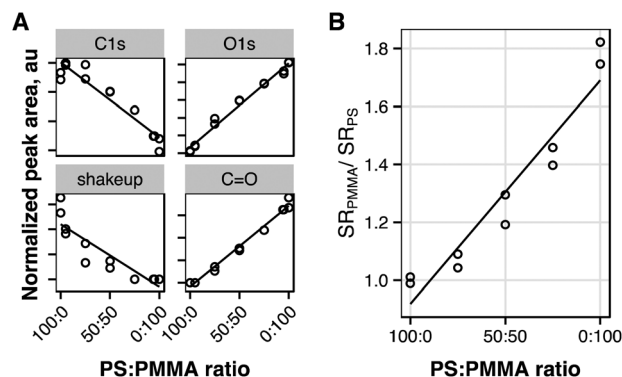 A
B
C1s O1s
shakeup C=O
Normalized peak area, au
100:0 50:50 0:100 100:0 50:50 0:100
PS:PMMA ratio
SRPMMA/ SRPS
1.8
1.6
1.4
1.2
1.0
100:0 50:50 0:100
PS:PMMA ratio